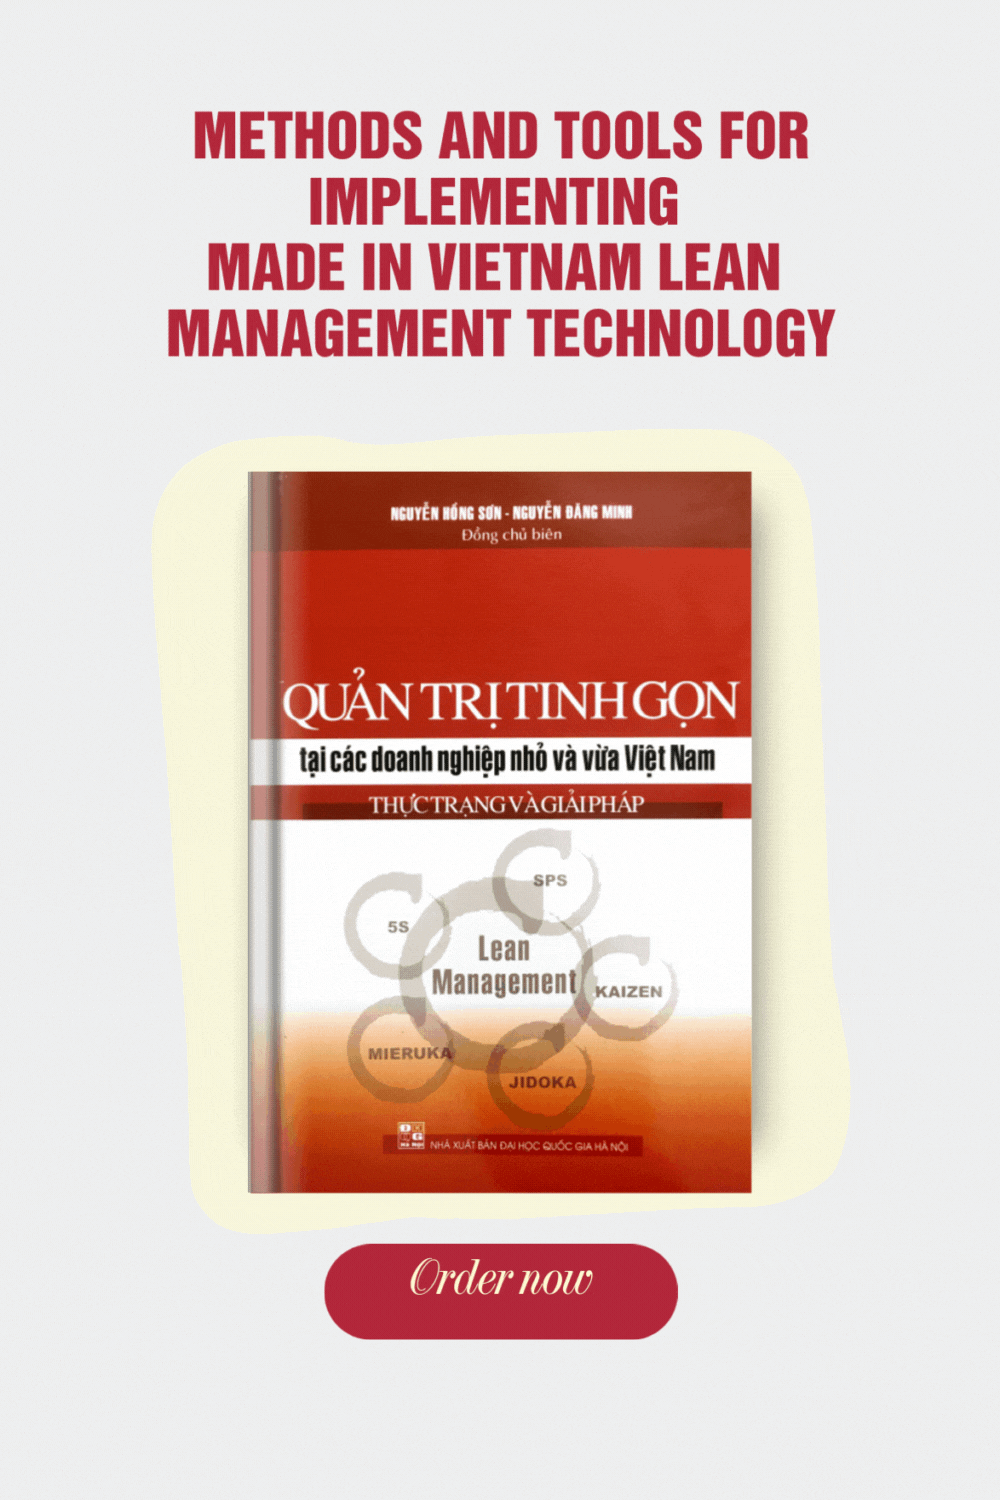 METHODS AND TOOLS FOR
IMPLEMENTING
MADE IN VIETNAM LEAN
MANAGEMENT TECHNOLOGY
NGUYỄN HỒNG SƠN - NGUYỄN ĐĂNG MINH
Đồng chủ biên
QUẢN TRỊ TINH GỌN
tại các doanh nghiệp nhỏ và vừa Việt Nam
THỰC TRẠNG VÀ GIẢI PHÁP
SPS
5S
Lean
Management
KAIZEN
MIERUKA
JIDOKA
NHÀ XUẤT BẢN ĐẠI HỌC QUỐC GIA HÀ NỘI
Order now